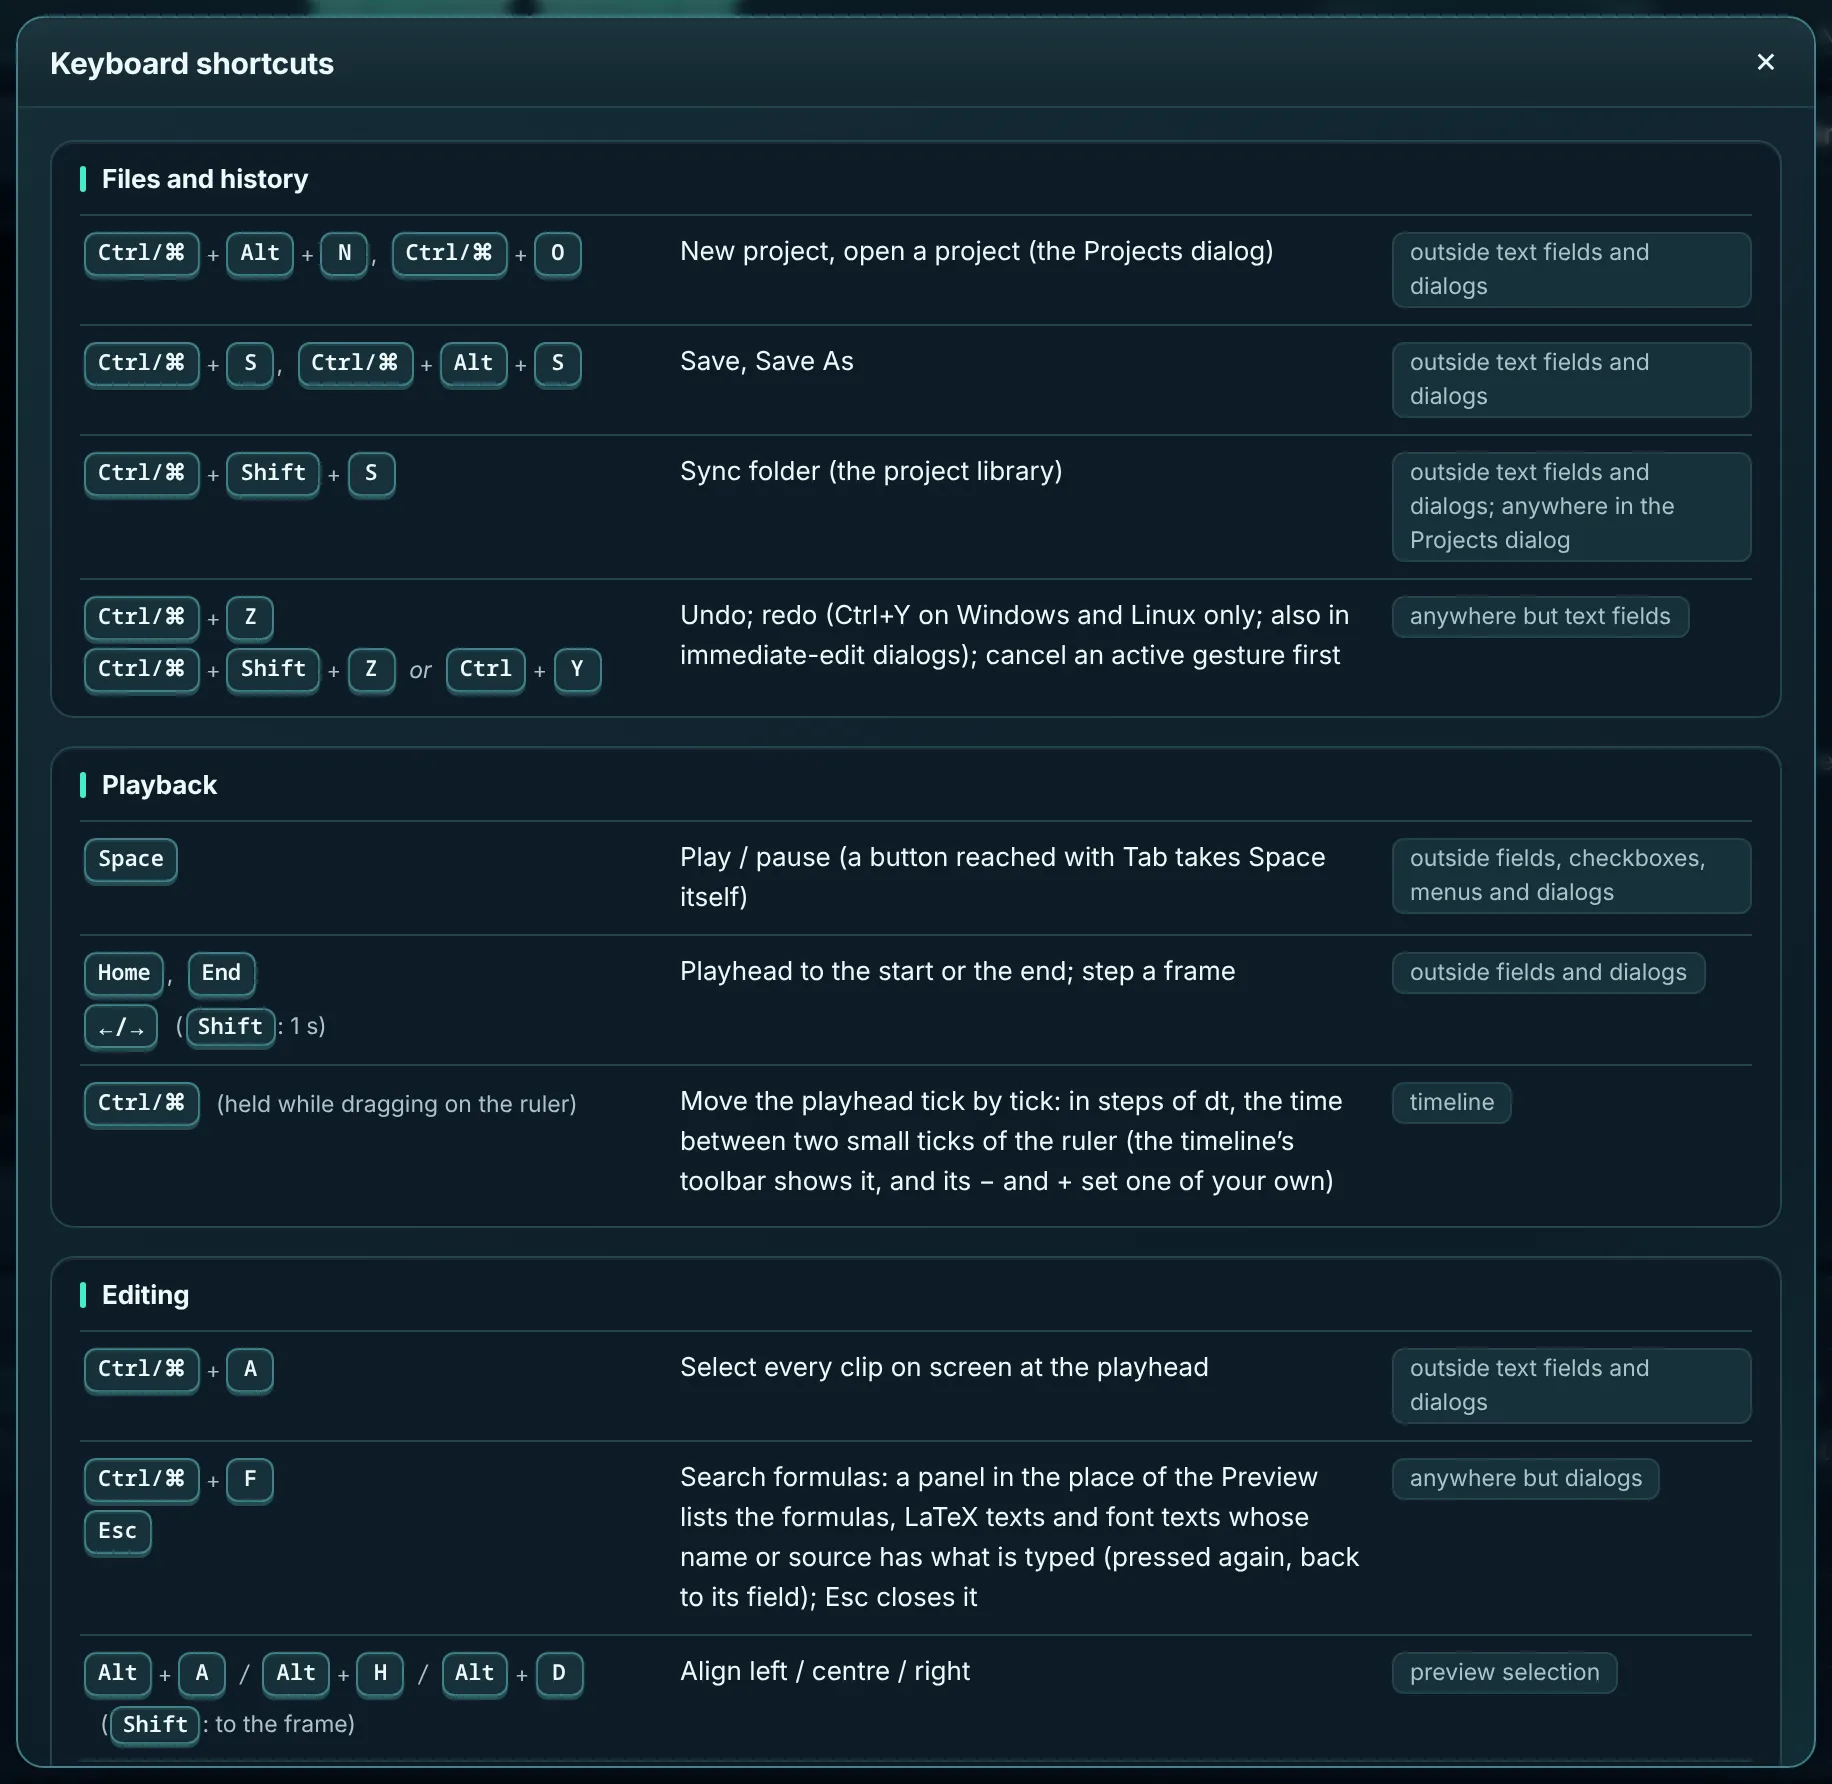 Keyboard shortcuts ×
Files and history
Ctrl/⌘ + Alt + N, Ctrl/⌘ + O
New project, open a project (the Projects dialog)
outside text fields and
dialogs
Ctrl/⌘ + S, Ctrl/⌘ + Alt + S
Save, Save As
outside text fields and
dialogs
Ctrl/⌘ + Shift + S
Sync folder (the project library)
outside text fields and
dialogs; anywhere in the
Projects dialog
Ctrl/⌘ + Z
Ctrl/⌘ + Shift + Z or Ctrl + Y
Undo; redo (Ctrl+Y on Windows and Linux only; also in
immediate-edit dialogs); cancel an active gesture first
anywhere but text fields
Playback
Space
Play / pause (a button reached with Tab takes Space
itself)
outside fields, checkboxes,
menus and dialogs
Home, End
←/→ (Shift: 1 s)
Playhead to the start or the end; step a frame
outside fields and dialogs
Ctrl/⌘ (held while dragging on the ruler)
Move the playhead tick by tick: in steps of dt, the time
between two small ticks of the ruler (the timeline’s
toolbar shows it, and its − and + set one of your own)
timeline
Editing
Ctrl/⌘ + A
Select every clip on screen at the playhead
outside text fields and
dialogs
Ctrl/⌘ + F
Esc
Search formulas: a panel in the place of the Preview
lists the formulas, LaTeX texts and font texts whose
name or source has what is typed (pressed again, back
to its field); Esc closes it
anywhere but dialogs
Alt + A / Alt + H / Alt + D
(Shift: to the frame)
Align left / centre / right
preview selection